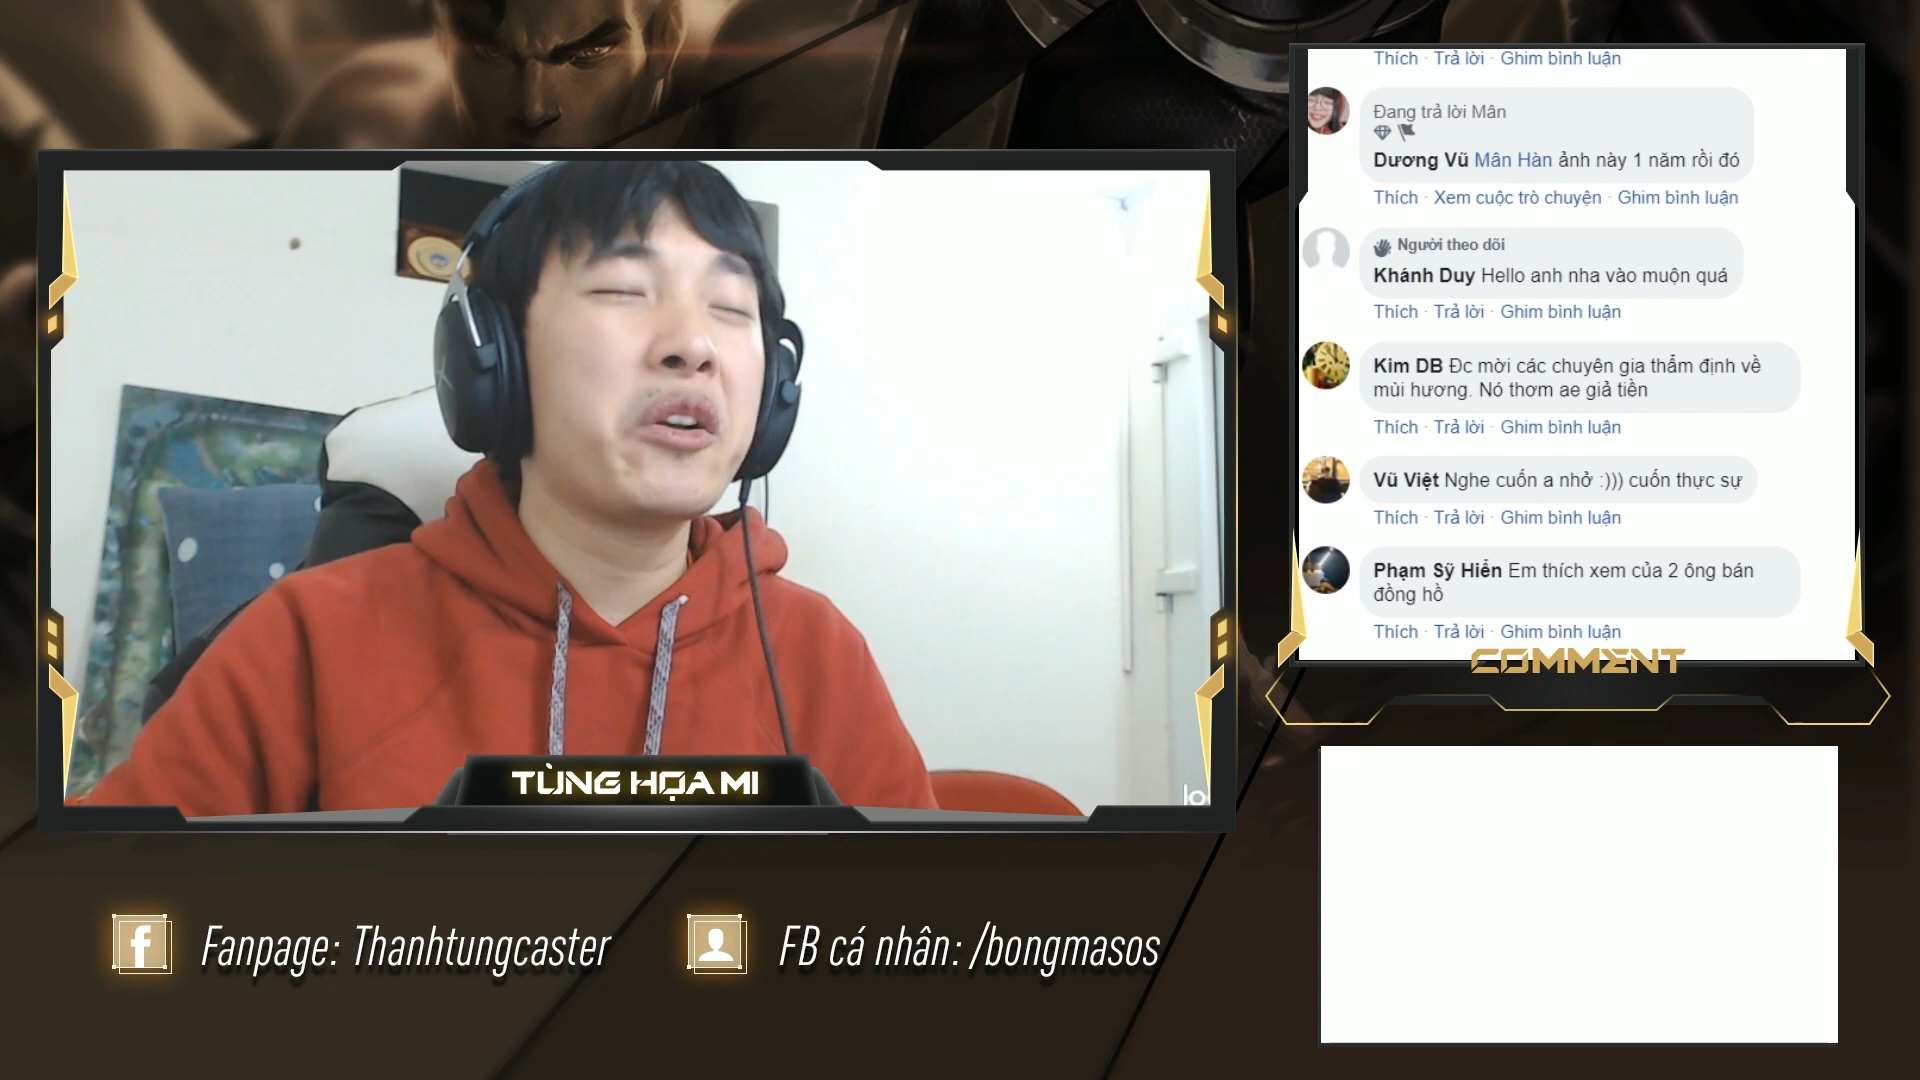 TÙNG HỌA MI
Fanpage: Thanhtungcaster
FB cá nhân: /bongmasos
Thích · Trả lời · Ghim bình luận
Đang trả lời Mân
Dương Vũ Mân Hàn ảnh này 1 năm rồi đó
Thích · Xem cuộc trò chuyện · Ghim bình luận
Người theo dõi
Khánh Duy Hello anh nha vào muộn quá
Thích · Trả lời · Ghim bình luận
Kim DB Đc mời các chuyên gia thẩm định về
mùi hương. Nó thơm ae giả tiền
Thích · Trả lời · Ghim bình luận
Vũ Việt Nghe cuốn a nhở :))) cuốn thực sự
Thích · Trả lời · Ghim bình luận
Phạm Sỹ Hiển Em thích xem của 2 ông bán
đồng hồ
Thích · Trả lời · Ghim bình luận
COMMENT